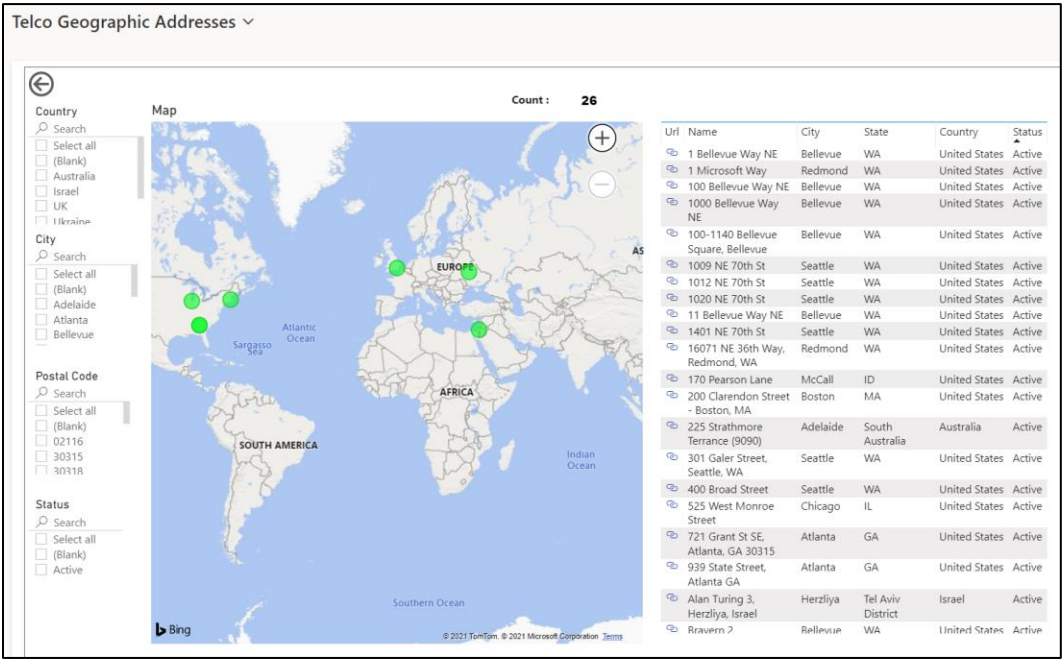 Telco Geographic Addresses
Count : 26
Country
Search
Select all
(Blank)
Australia
Israel
UK
Ukraine
City
Search
Select all
(Blank)
Adelaide
Atlanta
Bellevue
Postal Code
Search
Select all
(Blank)
02116
30315
30318
Status
Search
Select all
(Blank)
Active
Map
EUROPE
AS
Atlantic
Ocean
Sargasso
Sea
AFRICA
SOUTH AMERICA
Indian
Ocean
Southern Ocean
Bing
© 2021 TomTom, © 2021 Microsoft Corporation Terms
Url Name City State Country Status
1 Bellevue Way NE Bellevue WA United States Active
1 Microsoft Way Redmond WA United States Active
100 Bellevue Way NE Bellevue WA United States Active
1000 Bellevue Way Bellevue WA United States Active
NE
100-1140 Bellevue Bellevue WA United States Active
Square, Bellevue
1009 NE 70th St Seattle WA United States Active
1012 NE 70th St Seattle WA United States Active
1020 NE 70th St Seattle WA United States Active
11 Bellevue Way NE Bellevue WA United States Active
1401 NE 70th St Seattle WA United States Active
16071 NE 36th Way, Redmond WA United States Active
Redmond, WA
170 Pearson Lane McCall ID United States Active
200 Clarendon Street Boston MA United States Active
- Boston, MA
225 Strathmore Adelaide South Australia Active
Terrance (9090) Australia
301 Galer Street, Seattle WA United States Active
Seattle, WA
400 Broad Street Seattle WA United States Active
525 West Monroe Chicago IL United States Active
Street
721 Grant St SE, Atlanta GA United States Active
Atlanta, GA 30315
939 State Street, Atlanta GA United States Active
Atlanta GA
Alan Turing 3, Herzliya Tel Aviv Israel Active
Herzliya, Israel District
Bravern 2 Bellevue WA United States Active